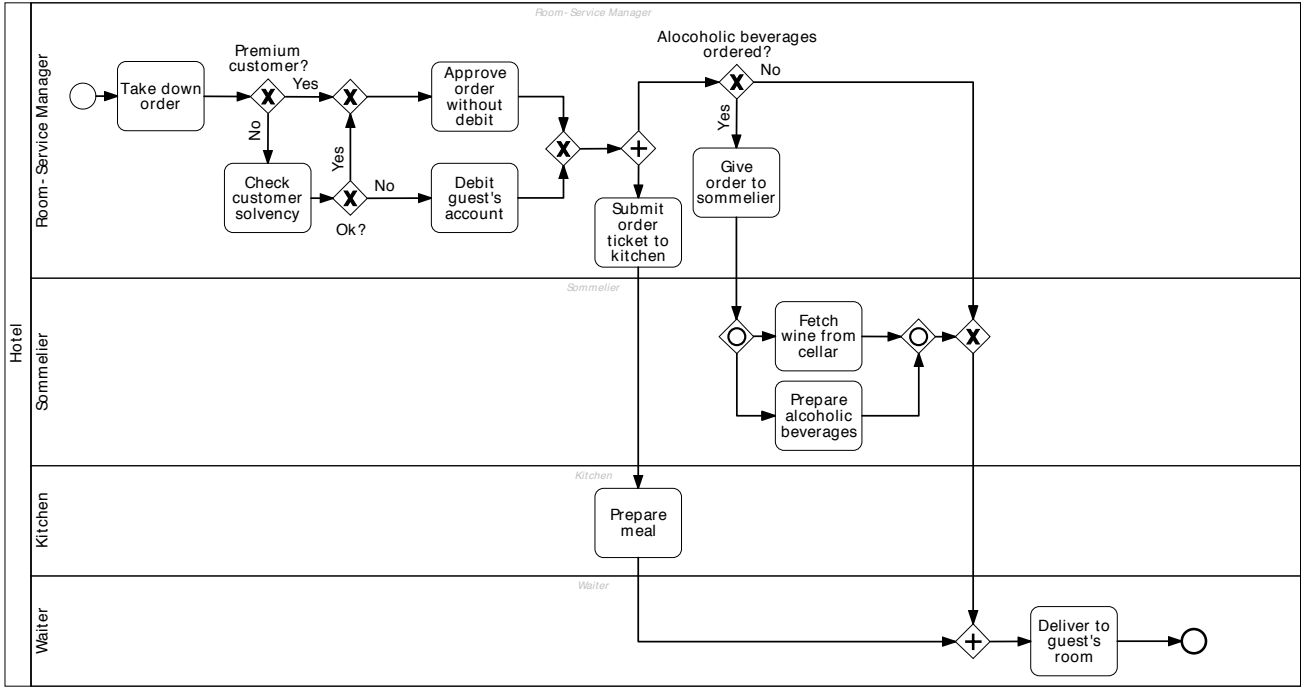 Room- Service Manager
Hotel
Room- Service Manager
Take down
order
Premium
customer?
Yes
No
Check
customer
solvency
Yes
Ok?
No
Approve
order
without
debit
Debit
guest's
account
Submit
order
ticket to
kitchen
Alocoholic beverages
ordered?
No
Yes
Give
order to
sommelier
Sommelier
Sommelier
Fetch
wine from
cellar
Prepare
alcoholic
beverages
Kitchen
Kitchen
Prepare
meal
Waiter
Waiter
Deliver to
guest's
room